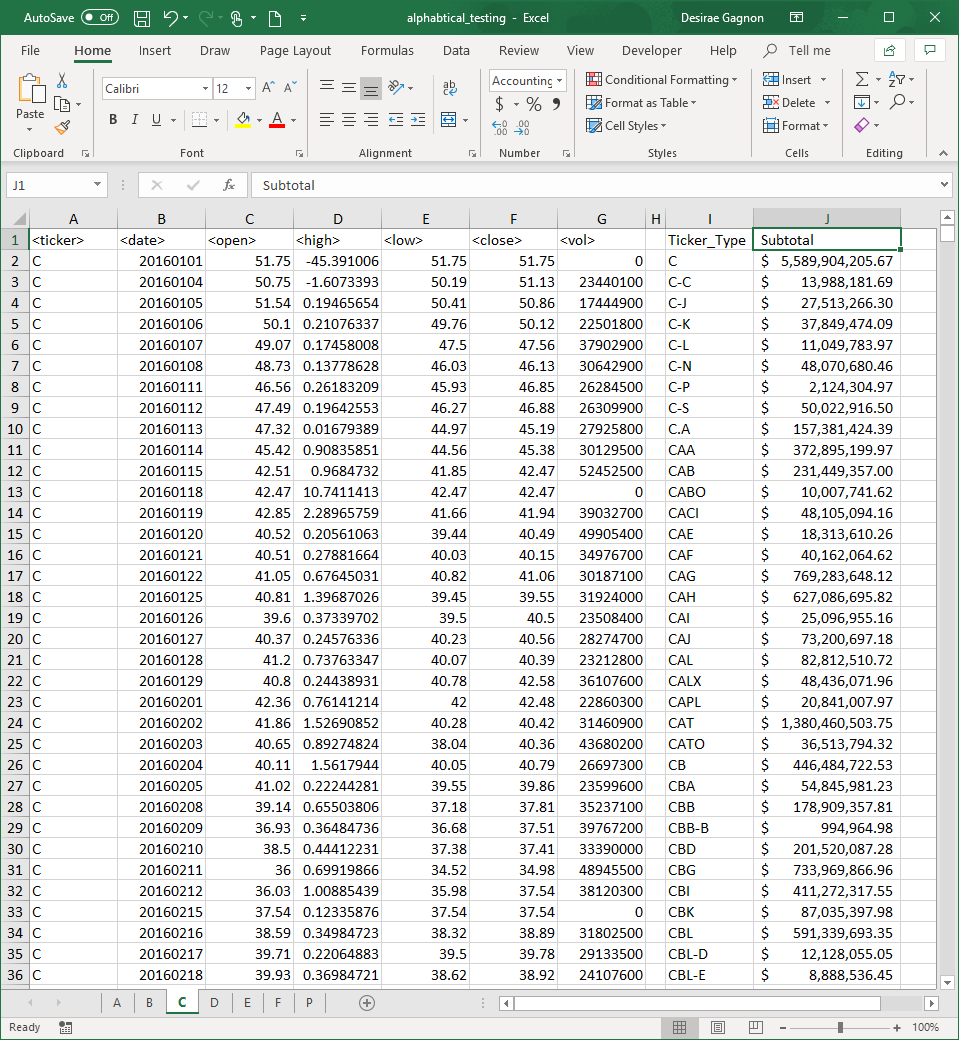 AutoSave Off alphabtical_testing - Excel Desirae Gagnon
File Home Insert Draw Page Layout Formulas Data Review View Developer Help Tell me
Paste Calibri 12 A A ab Accounting Conditional Formatting Insert
B I U A $ % , Format as Table Delete
.00 .00 Cell Styles Format
Clipboard Font Alignment Number Styles Cells Editing
J1 fx Subtotal
A B C D E F G H I J
1 <ticker> <date> <open> <high> <low> <close> <vol> Ticker_Type Subtotal
2 C 20160101 51.75 -45.391006 51.75 51.75 0 C $ 5,589,904,205.67
3 C 20160104 50.75 -1.6073393 50.19 51.13 23440100 C-C $ 13,988,181.69
4 C 20160105 51.54 0.19465654 50.41 50.86 17444900 C-J $ 27,513,266.30
5 C 20160106 50.1 0.21076337 49.76 50.12 22501800 C-K $ 37,849,474.09
6 C 20160107 49.07 0.17458008 47.5 47.56 37902900 C-L $ 11,049,783.97
7 C 20160108 48.73 0.13778628 46.03 46.13 30642900 C-N $ 48,070,680.46
8 C 20160111 46.56 0.26183209 45.93 46.85 26284500 C-P $ 2,124,304.97
9 C 20160112 47.49 0.19642553 46.27 46.88 26309900 C-S $ 50,022,916.50
10 C 20160113 47.32 0.01679389 44.97 45.19 27925800 C.A $ 157,381,424.39
11 C 20160114 45.42 0.90835851 44.56 45.38 30129500 CAA $ 372,895,199.97
12 C 20160115 42.51 0.9684732 41.85 42.47 52452500 CAB $ 231,449,357.00
13 C 20160118 42.47 10.7411413 42.47 42.47 0 CABO $ 10,007,741.62
14 C 20160119 42.85 2.28965759 41.66 41.94 39032700 CACI $ 48,105,094.16
15 C 20160120 40.52 0.20561063 39.44 40.49 49905400 CAE $ 18,313,610.26
16 C 20160121 40.51 0.27881664 40.03 40.15 34976700 CAF $ 40,162,064.62
17 C 20160122 41.05 0.67645031 40.82 41.06 30187100 CAG $ 769,283,648.12
18 C 20160125 40.81 1.39687026 39.45 39.55 31924000 CAH $ 627,086,695.82
19 C 20160126 39.6 0.37339702 39.5 40.5 23508400 CAI $ 25,096,955.16
20 C 20160127 40.37 0.24576336 40.23 40.56 28274700 CAJ $ 73,200,697.18
21 C 20160128 41.2 0.73763347 40.07 40.39 23212800 CAL $ 82,812,510.72
22 C 20160129 40.8 0.24438931 40.78 42.58 36107600 CALX $ 48,436,071.96
23 C 20160201 42.36 0.76141214 42 42.48 22860300 CAPL $ 20,841,007.97
24 C 20160202 41.86 1.52690852 40.28 40.42 31460900 CAT $ 1,380,460,503.75
25 C 20160203 40.65 0.89274824 38.04 40.36 43680200 CATO $ 36,513,794.32
26 C 20160204 40.11 1.5617944 40.05 40.79 26697300 CB $ 446,484,722.53
27 C 20160205 41.02 0.22244281 39.55 39.86 23599600 CBA $ 54,845,981.23
28 C 20160208 39.14 0.65503806 37.18 37.81 35237100 CBB $ 178,909,357.81
29 C 20160209 36.93 0.36484736 36.68 37.51 39767200 CBB-B $ 994,964.98
30 C 20160210 38.5 0.44412231 37.38 37.41 33390000 CBD $ 201,520,087.28
31 C 20160211 36 0.69919866 34.52 34.98 48945500 CBG $ 733,969,866.96
32 C 20160212 36.03 1.00885439 35.98 37.54 38120300 CBI $ 411,272,317.55
33 C 20160215 37.54 0.12335876 37.54 37.54 0 CBK $ 87,035,397.98
34 C 20160216 38.59 0.34984723 38.32 38.89 31802500 CBL $ 591,339,693.35
35 C 20160217 39.71 0.22064883 39.5 39.78 29133500 CBL-D $ 12,128,055.05
36 C 20160218 39.93 0.36984721 38.62 38.92 24107600 CBL-E $ 8,888,536.45
A B C D E F P
Ready 100%